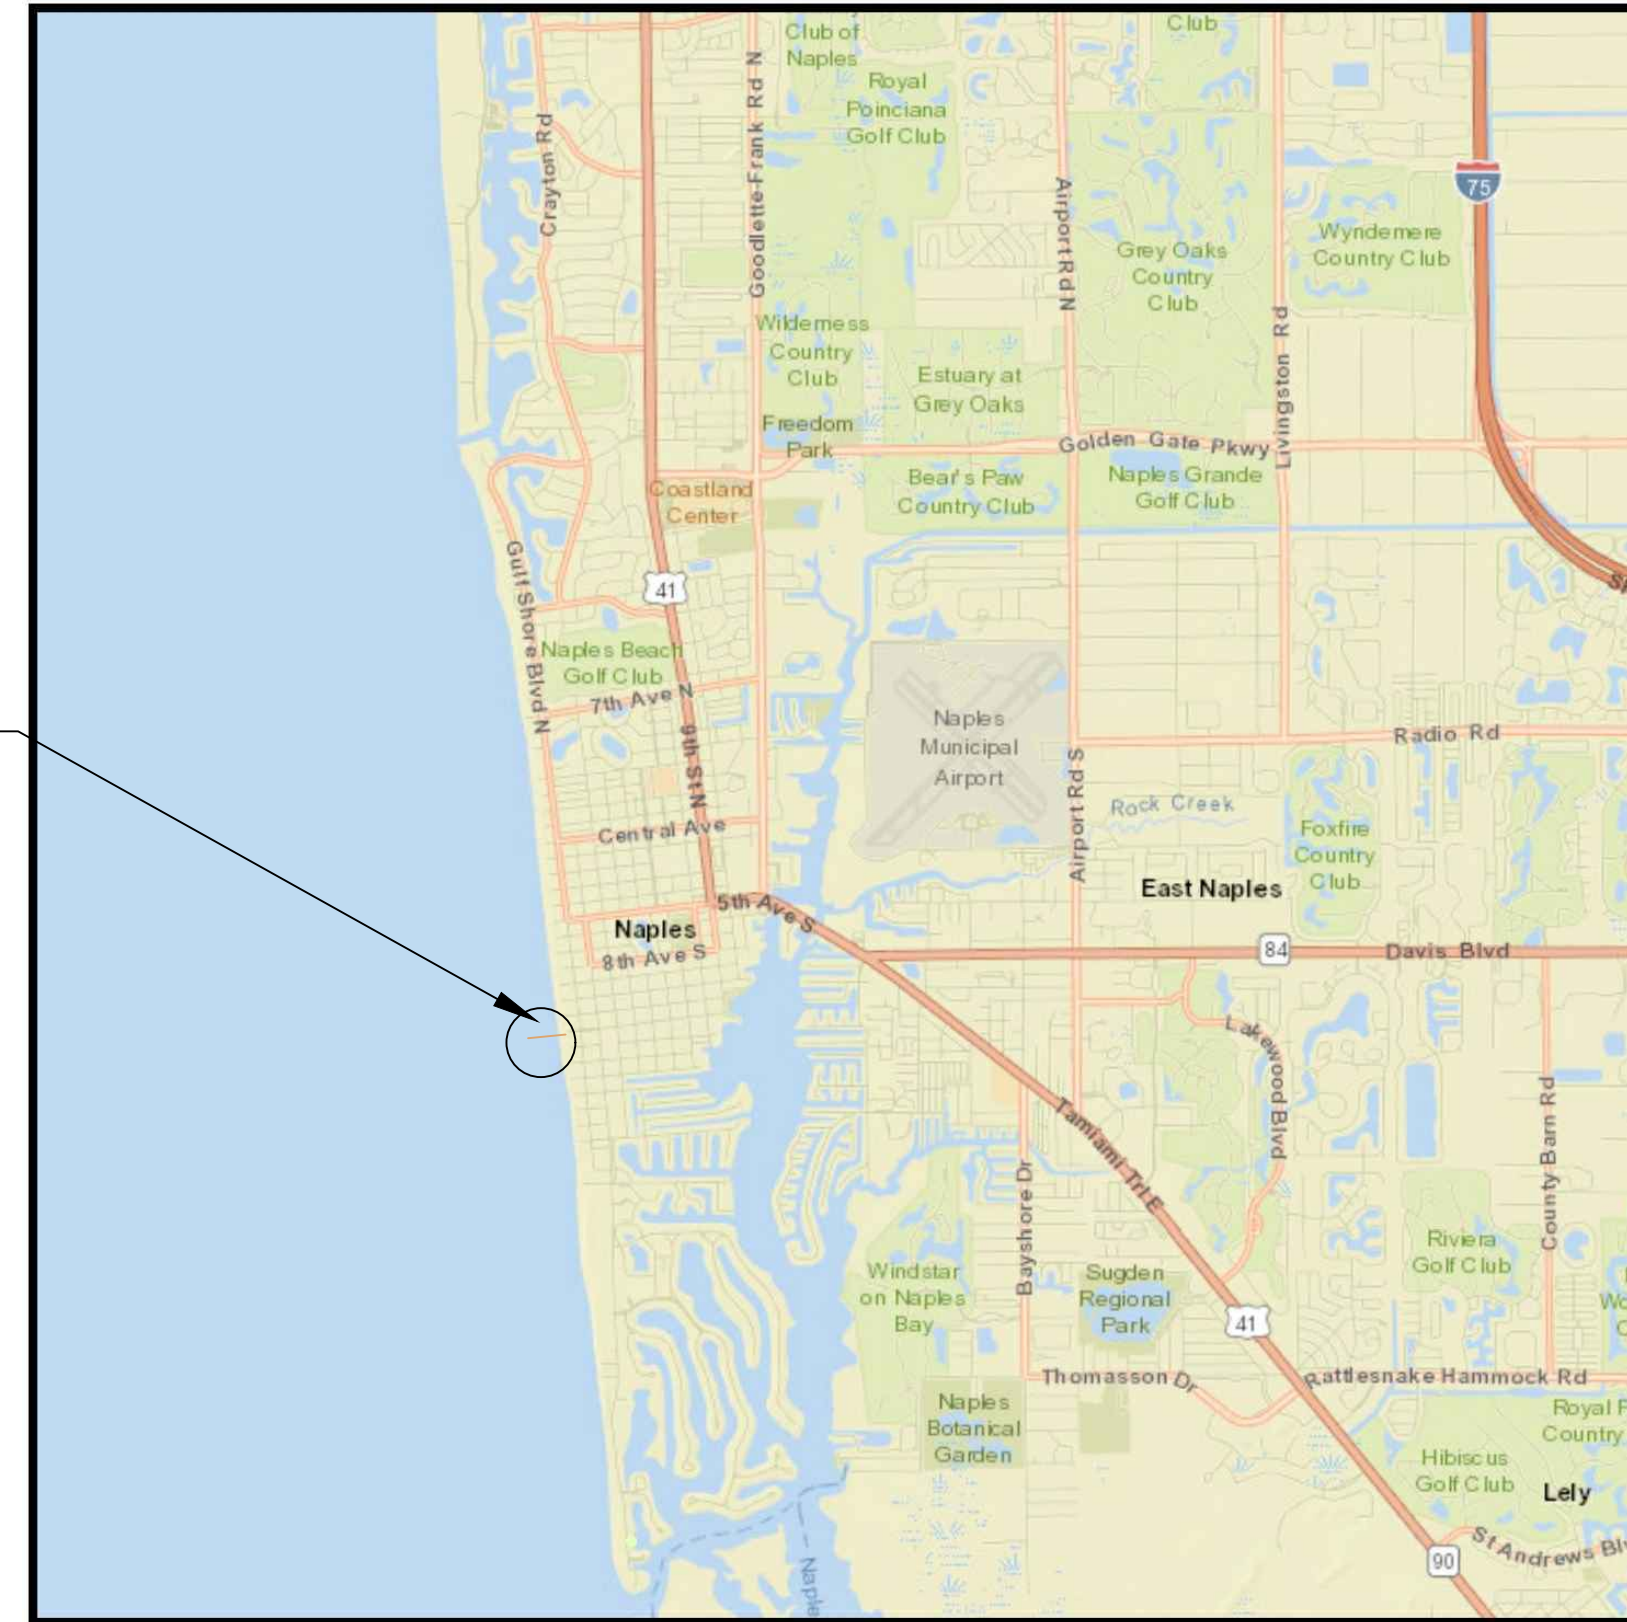 Club of
Naples
Club
Royal
Poinciana
Golf Club
Crayton Rd
Goodlette-Frank Rd N
Airport Rd N
75
Wyndemere
Country Club
Grey Oaks
Country
Club
Livingston Rd
Wilderness
Country
Club
Estuary at
Grey Oaks
Freedom
Park
Golden Gate Pkwy
Coastland
Center
Bear's Paw
Country Club
Naples Grande
Golf Club
Gulf Shore Blvd N
41
Naples Beach
Golf Club
7th Ave N
9th St N
Naples
Municipal
Airport
Airport Rd S
Radio Rd
Rock Creek
Central Ave
Foxfire
Country
Club
East Naples
5th Ave S
Naples
8th Ave S
84
Davis Blvd
Lakewood Blvd
Tamiami Trl E
County Barn Rd
Bayshore Dr
Windstar
on Naples
Bay
Sugden
Regional
Park
Riviera
Golf Club
41
Thomasson Dr
Rattlesnake Hammock Rd
Naples
Botanical
Garden
Royal
Country
Hibiscus
Golf Club
Lely
St Andrews
90